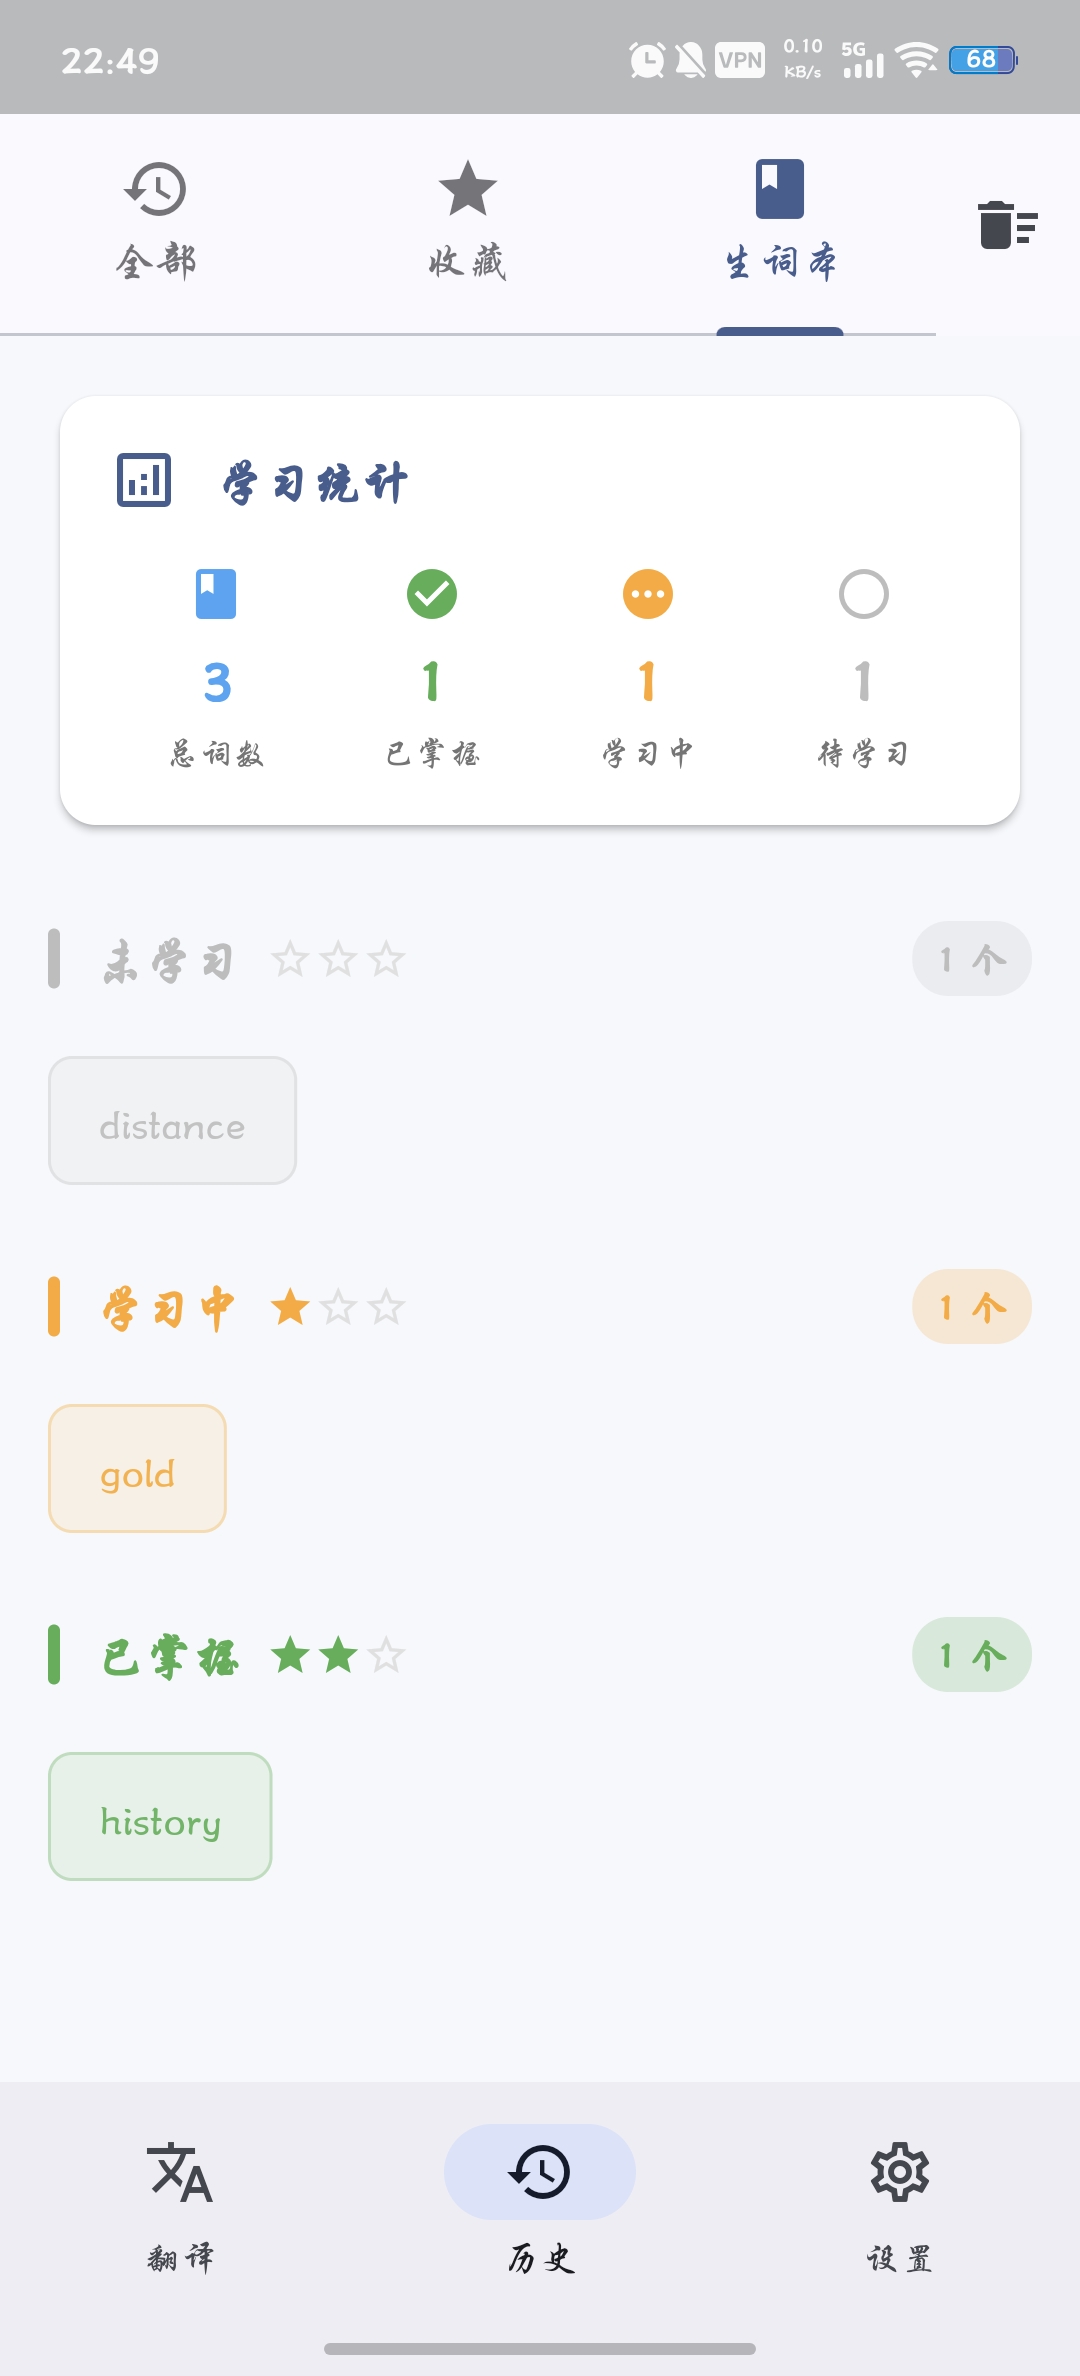 22:49 VPN 0.10 KB/s 5G 68
全部 收藏 生词本
学习统计
3 1 1 1
总词数 已掌握 学习中 待学习
未学习 1 个
distance
学习中 1 个
gold
已掌握 1 个
history
翻译 历史 设置